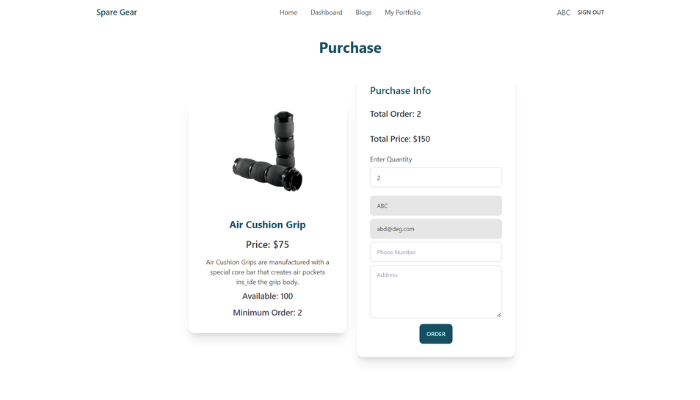 Spare Gear
Home Dashboard Blogs My Portfolio
ABC SIGN OUT
Purchase
Air Cushion Grip
Price: $75
Air Cushion Grips are manufactured with a
special core bar that creates air pockets
ins,ide the grip body.
Available: 100
Minimum Order: 2
Purchase Info
Total Order: 2
Total Price: $150
Enter Quantity
2
ABC
abd@deg.com
Phone Number
Address
ORDER